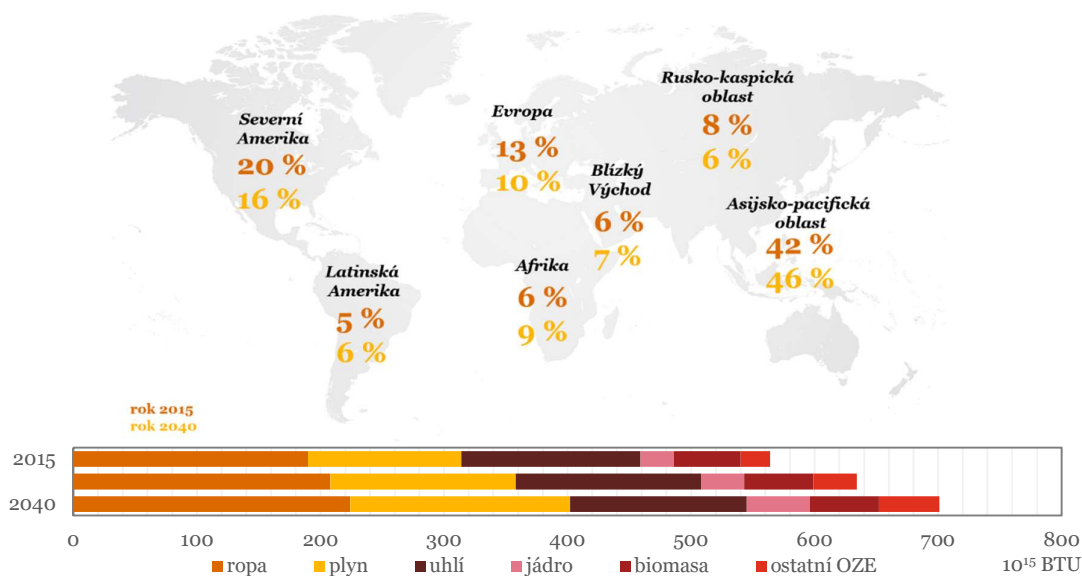 Rusko-kaspická
oblast
8 %
6 %
Evropa
13 %
10 %
Severní
Amerika
20 %
16 %
Blízký
Východ
6 %
7 %
Asijsko-pacifická
oblast
42 %
46 %
Latinská
Amerika
5 %
6 %
Afrika
6 %
9 %
rok 2015
rok 2040
2015
2040
0 100 200 300 400 500 600 700 800
ropa plyn uhlí jádro biomasa ostatní OZE 10¹⁵ BTU